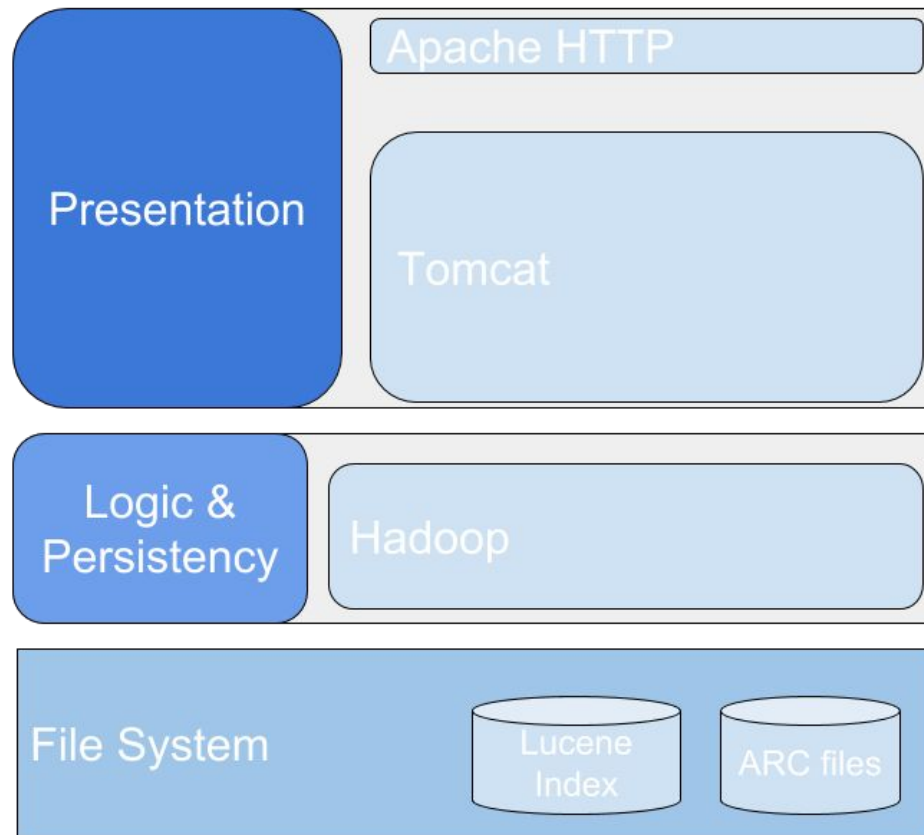 Apache HTTP
Presentation
Tomcat
Logic &
Persistency
Hadoop
File System
Lucene
Index
ARC files